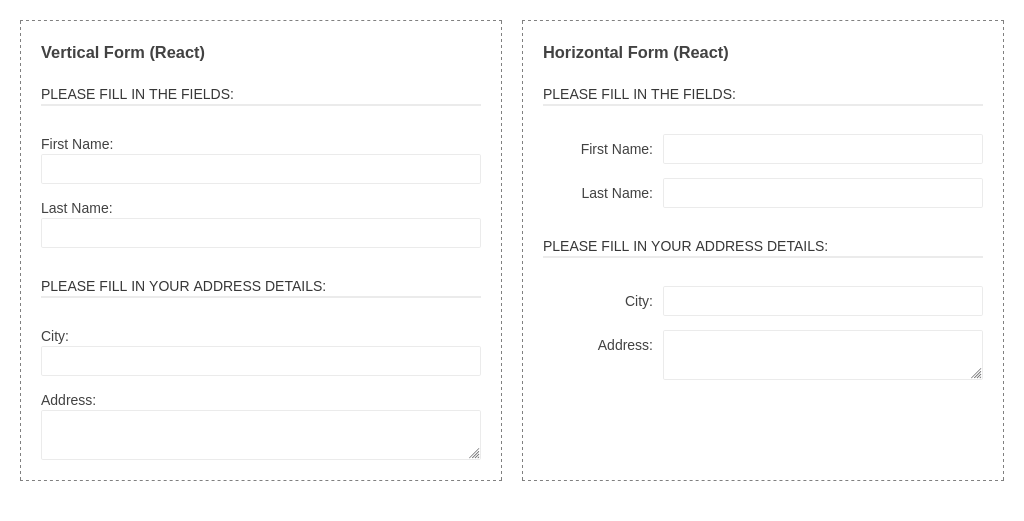 Vertical Form (React)
PLEASE FILL IN THE FIELDS:
First Name:
Last Name:
PLEASE FILL IN YOUR ADDRESS DETAILS:
City:
Address:
Horizontal Form (React)
PLEASE FILL IN THE FIELDS:
First Name:
Last Name:
PLEASE FILL IN YOUR ADDRESS DETAILS:
City:
Address: